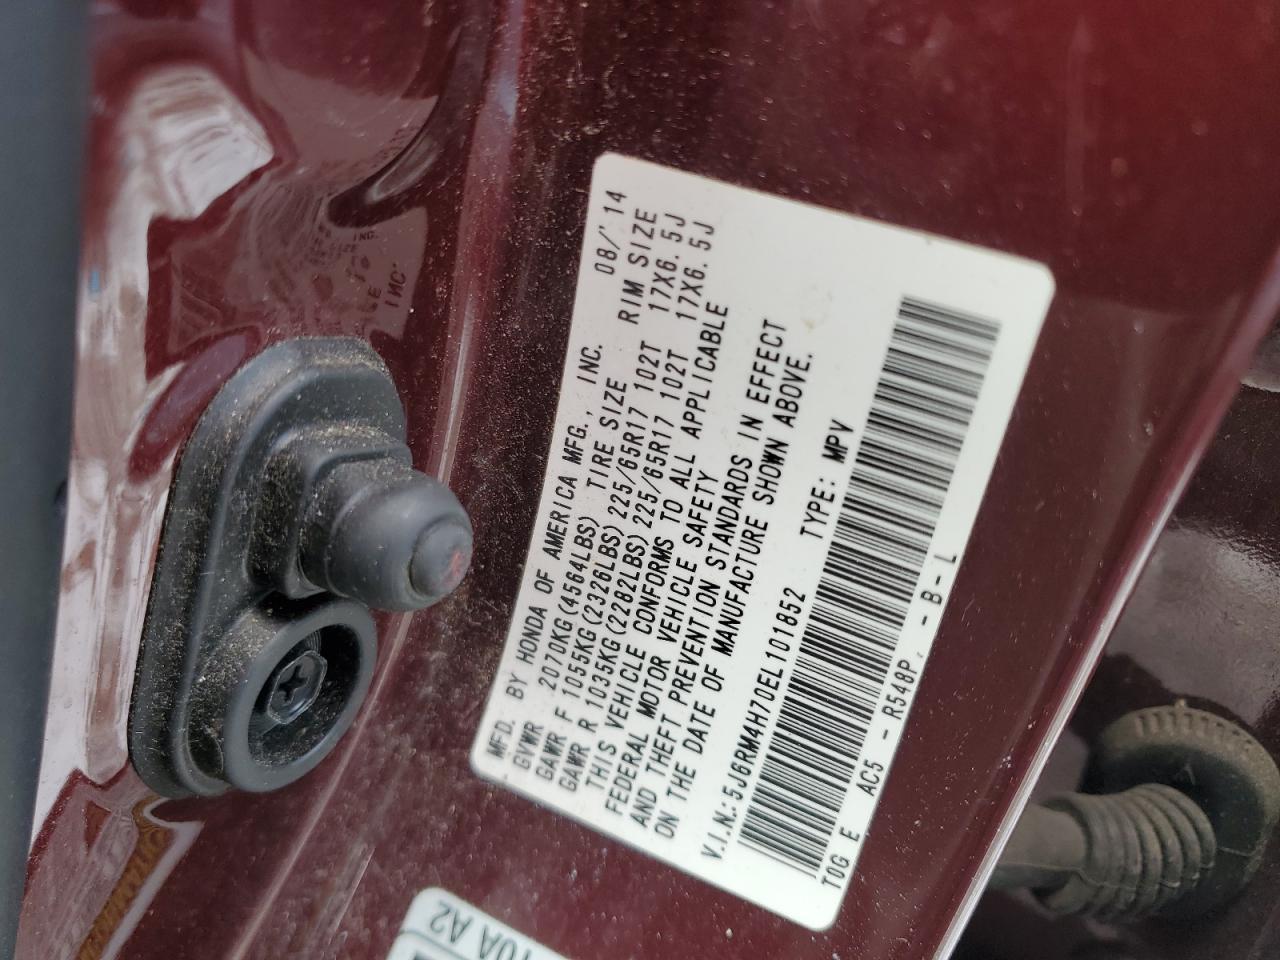 MFD. BY HONDA OF AMERICA MFG., INC. 08/'14
GVWR 2070KG(4564LBS) TIRE SIZE RIM SIZE
GAWR F 1055KG(2326LBS) 225/65R17 102T 17X6.5J
GAWR R 1035KG(2282LBS) 225/65R17 102T 17X6.5J
THIS VEHICLE CONFORMS TO ALL APPLICABLE
FEDERAL MOTOR VEHICLE SAFETY
AND THEFT PREVENTION STANDARDS IN EFFECT
ON THE DATE OF MANUFACTURE SHOWN ABOVE.
V.I.N.:5J6RM4H70EL101852 TYPE: MPV
T0G E AC5 - R548P. - B - L
10A A2